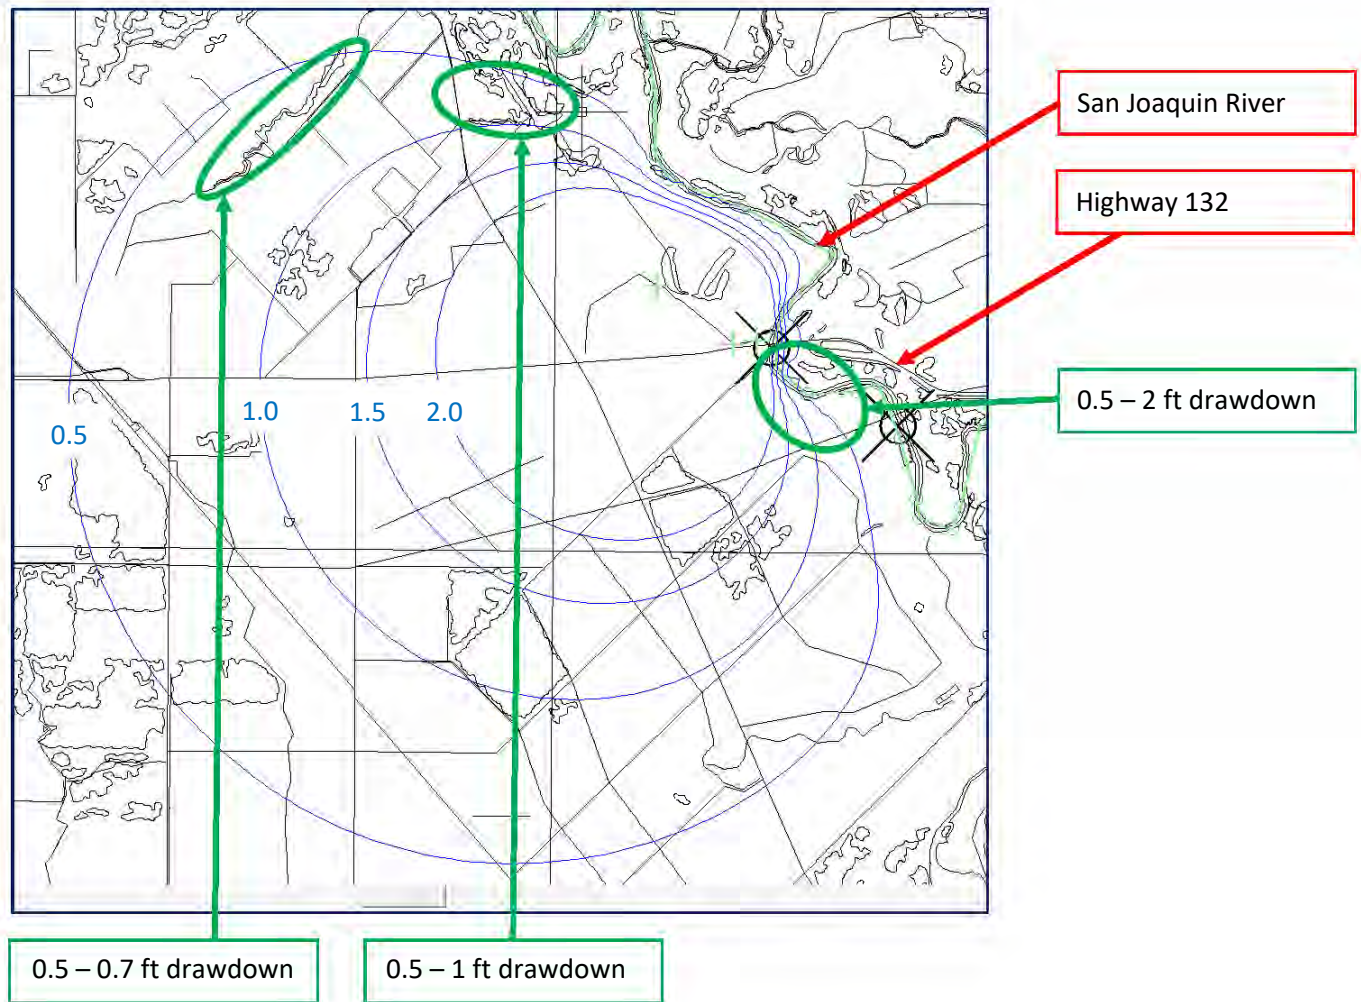 San Joaquin River
Highway 132
0.5 – 2 ft drawdown
0.5
1.0
1.5
2.0
0.5 – 0.7 ft drawdown
0.5 – 1 ft drawdown